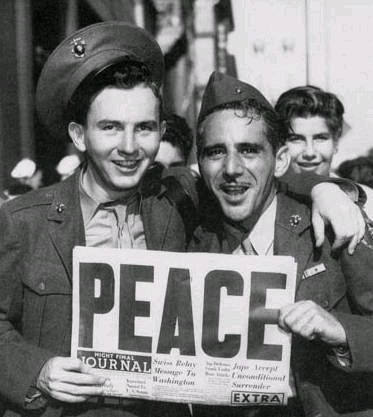 PEACE
NIGHT FINAL
JOURNAL
Swiss Relay
Message To
Washington
Japs Accept
Unconditional
Surrender
EXTRA